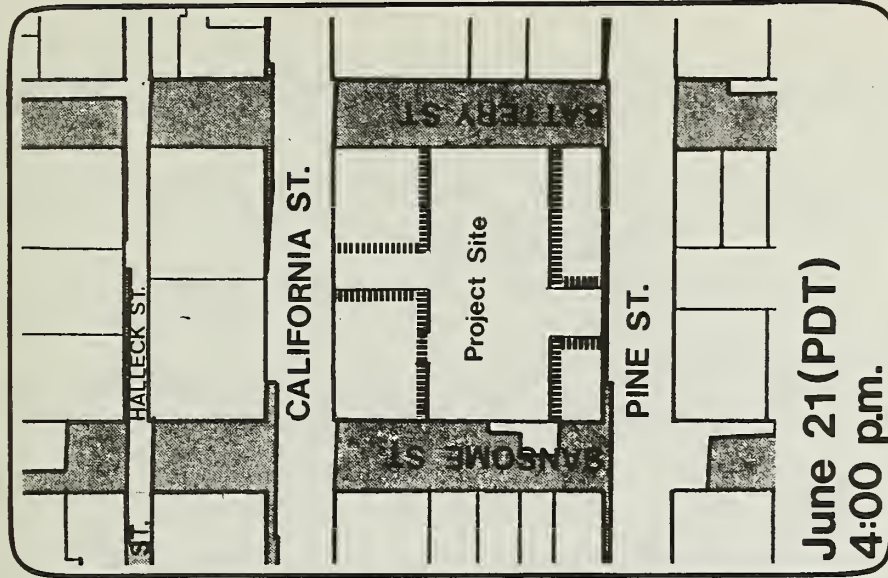 ST.
HALLECK ST.
CALIFORNIA ST.
BATTERY ST
Project Site
SANSOME ST
PINE ST.
June 21 (PDT)
4:00 p.m.